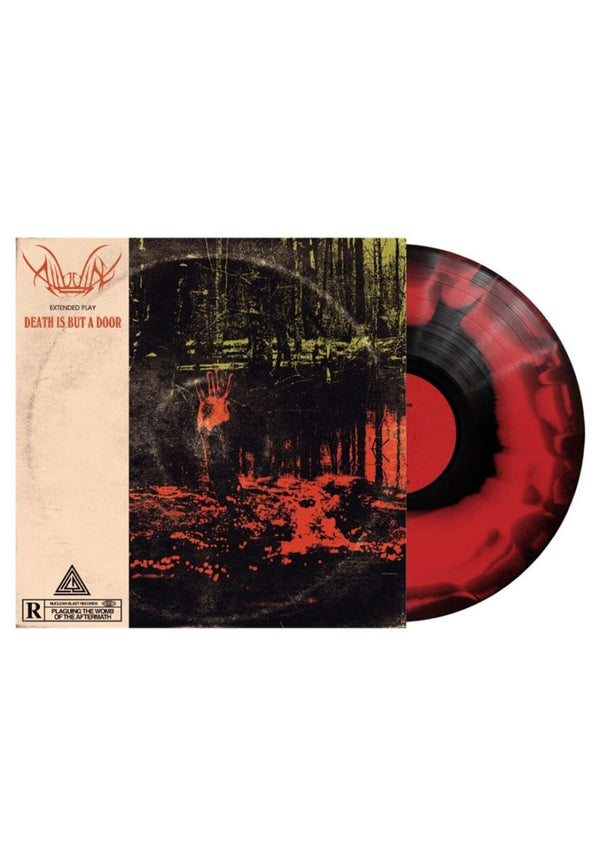 Alluvial
EXTENDED PLAY
DEATH IS BUT A DOOR
R
NUCLEAR BLAST RECORDS
PLAGUING THE WOMB
OF THE AFTERMATH